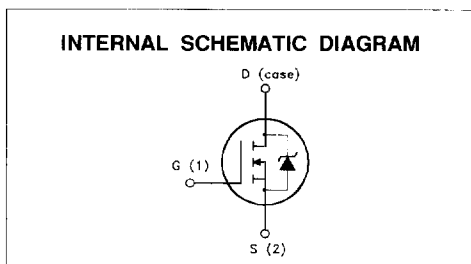 INTERNAL SCHEMATIC DIAGRAM
D (case)
G (1)
S (2)